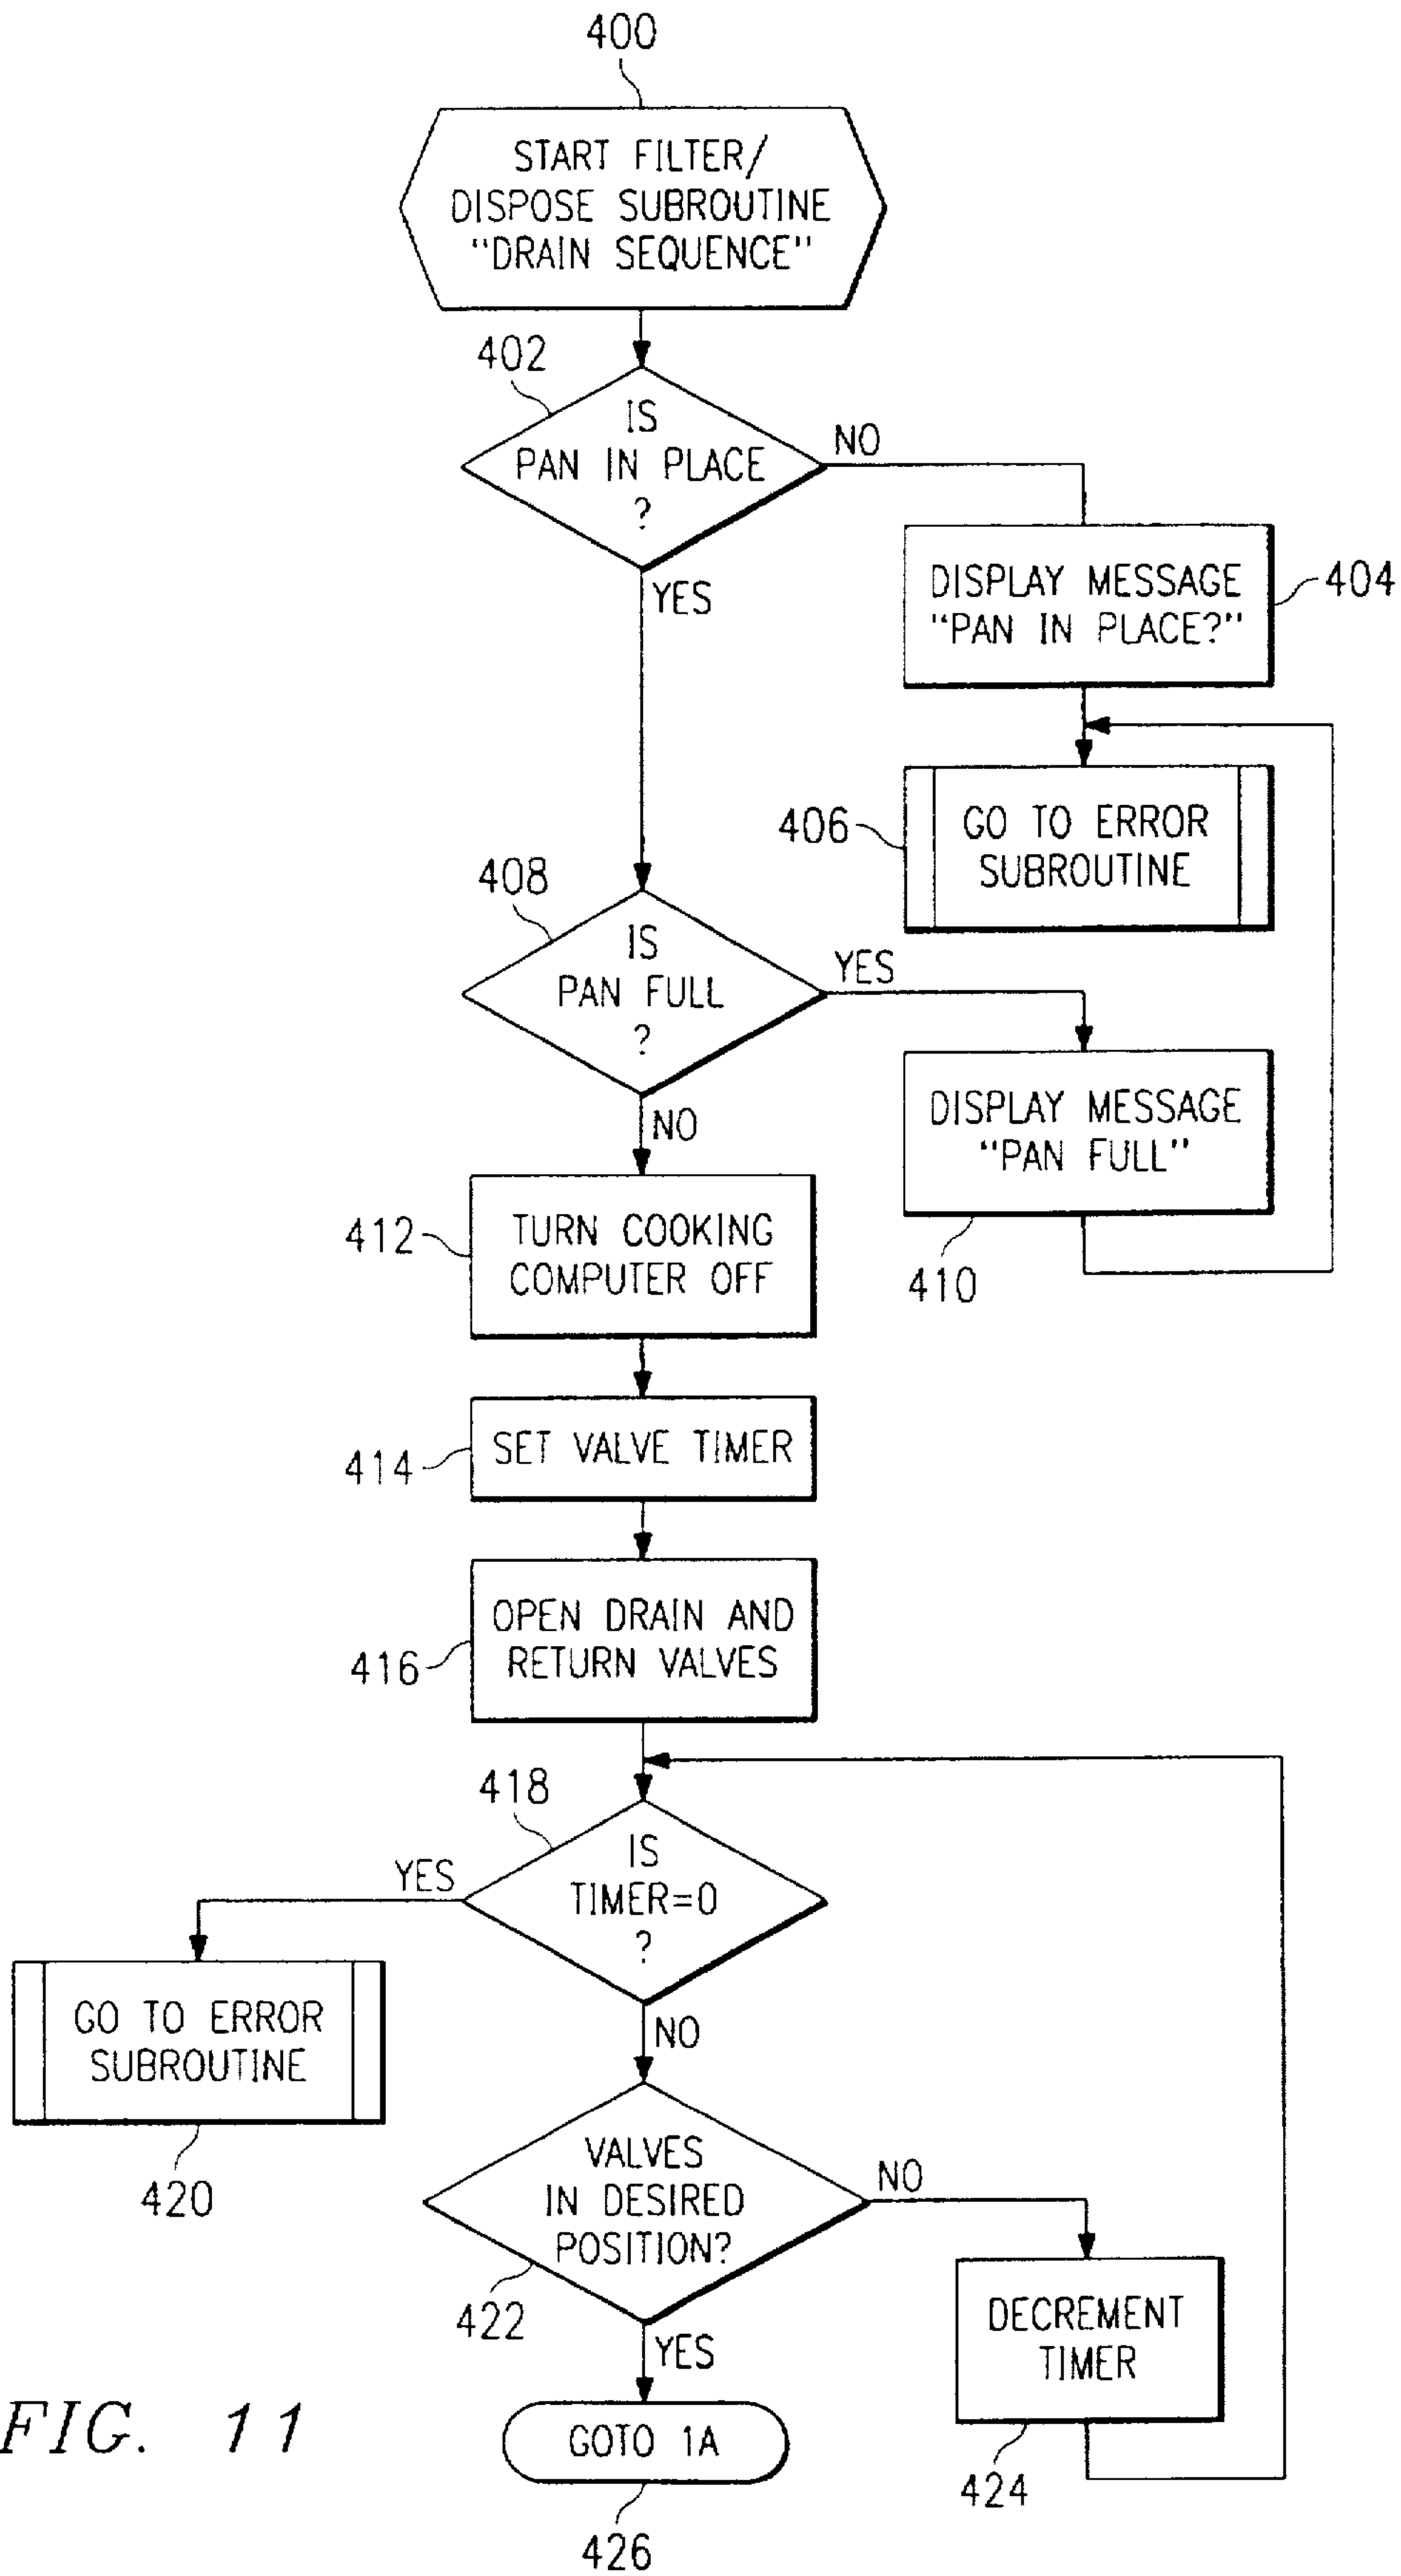 400
START FILTER/
DISPOSE SUBROUTINE
"DRAIN SEQUENCE"
402
IS
PAN IN PLACE
?
NO
YES
DISPLAY MESSAGE
"PAN IN PLACE?"
404
406
GO TO ERROR
SUBROUTINE
408
IS
PAN FULL
?
YES
NO
DISPLAY MESSAGE
"PAN FULL"
410
412
TURN COOKING
COMPUTER OFF
414
SET VALVE TIMER
416
OPEN DRAIN AND
RETURN VALVES
418
IS
TIMER=0
?
YES
NO
GO TO ERROR
SUBROUTINE
420
VALVES
IN DESIRED
POSITION?
422
NO
YES
DECREMENT
TIMER
424
GOTO 1A
426
FIG. 11